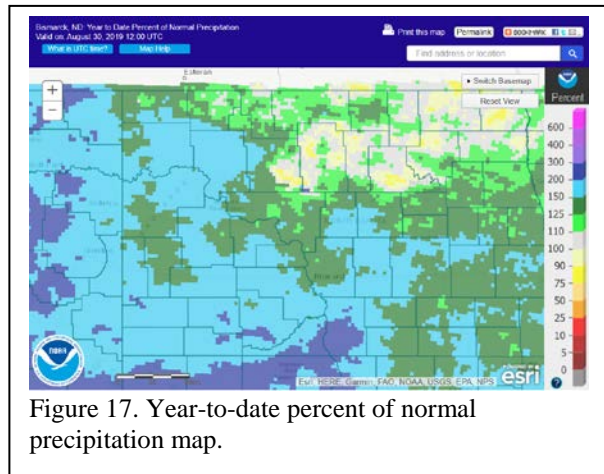 Bismarck, ND: Year to Date Percent of Normal Precipitation
Valid on: August 30, 2019 12:00 UTC
What is UTC time?
Map Help
Print this map
Permalink
BOOKMARK
Find address or location
Estevan
Switch Basemap
Reset View
Percent
600
400
300
200
150
125
110
100
90
75
50
25
10
5
0
+
−
noaa
Esri, HERE, Garmin, FAO, NOAA, USGS, EPA, NPS
esri
Figure 17. Year-to-date percent of normal
precipitation map.